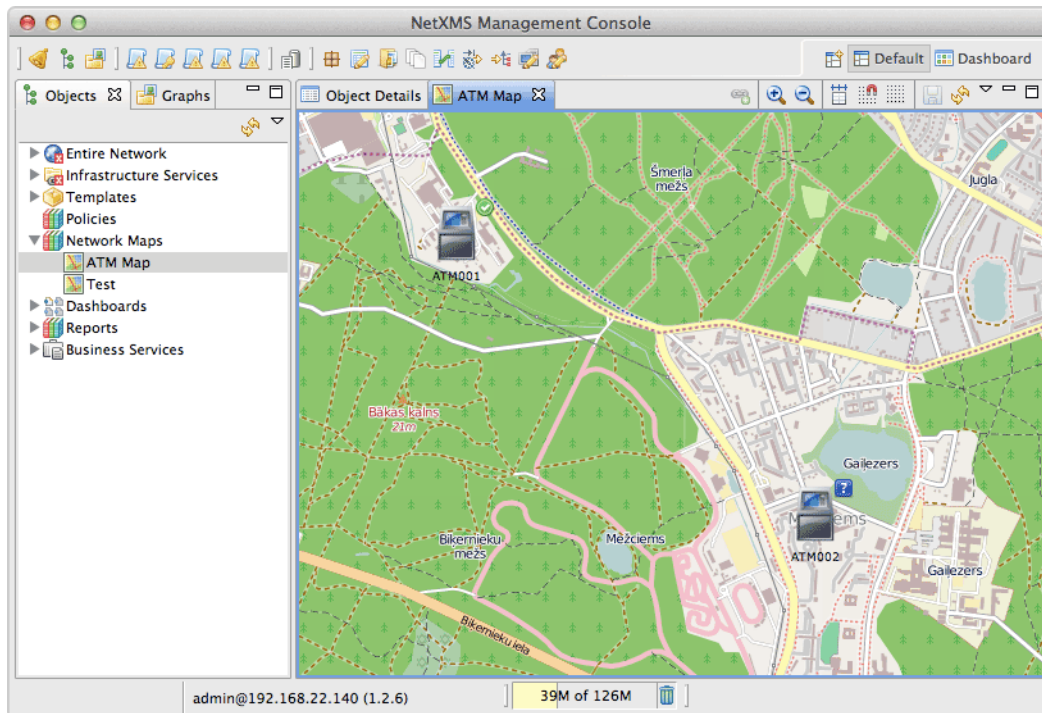 NetXMS Management Console
Default
Dashboard
Objects
Graphs
Object Details
ATM Map
Entire Network
Infrastructure Services
Templates
Policies
Network Maps
ATM Map
Test
Dashboards
Reports
Business Services
Šmerļa
mežs
Jugla
ATM001
Bākas kalns
21m
Gaiļezers
?
ATM002
Biķernieku
mežs
Mežciems
Gaiļezers
Biķernieku iela
admin@192.168.22.140 (1.2.6)
39M of 126M